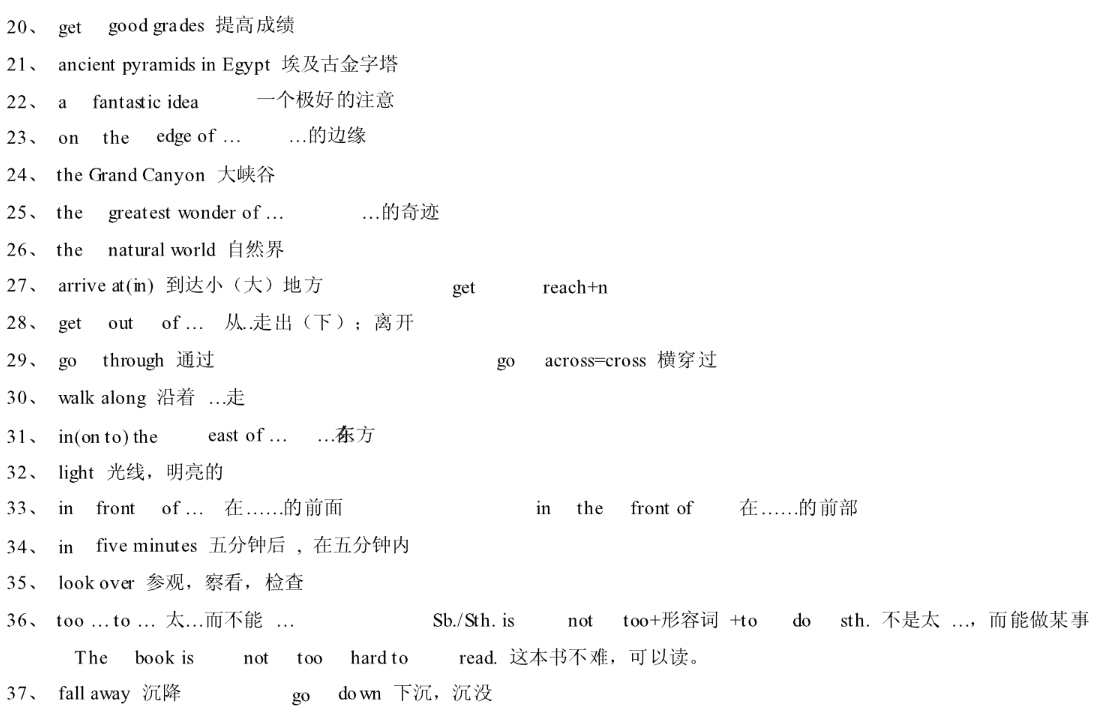 20、 get good grades 提高成绩
21、 ancient pyramids in Egypt 埃及古金字塔
22、 a fantastic idea 一个极好的注意
23、 on the edge of … …的边缘
24、 the Grand Canyon 大峡谷
25、 the greatest wonder of … …的奇迹
26、 the natural world 自然界
27、 arrive at(in) 到达小（大）地方 get reach+n
28、 get out of … 从…走出（下）；离开
29、 go through 通过 go across=cross 横穿过
30、 walk along 沿着 …走
31、 in(on to) the east of … …在东方
32、 light 光线，明亮的
33、 in front of … 在……的前面 in the front of 在……的前部
34、 in five minutes 五分钟后 , 在五分钟内
35、 look over 参观，察看，检查
36、 too … to … 太…而不能 … Sb./Sth. is not too+形容词 +to do sth. 不是太 …，而能做某事
The book is not too hard to read. 这本书不难，可以读。
37、 fall away 沉降 go down 下沉，沉没